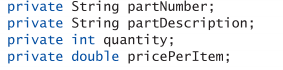 private String partNumber;
private String partDescription;
private int quantity;
private double pricePerItem;